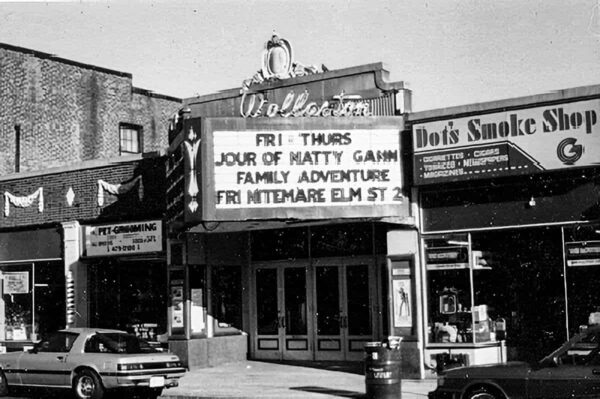 Wollaston
FRI THURS
JOUR OF NATTY GANN
FAMILY ADVENTURE
FRI NITEMARE ELM ST 2
Dot's Smoke Shop
CIGARETTES · CIGARS
TOBACCO · NEWSPAPERS
MAGAZINES
G
PET-GROOMING